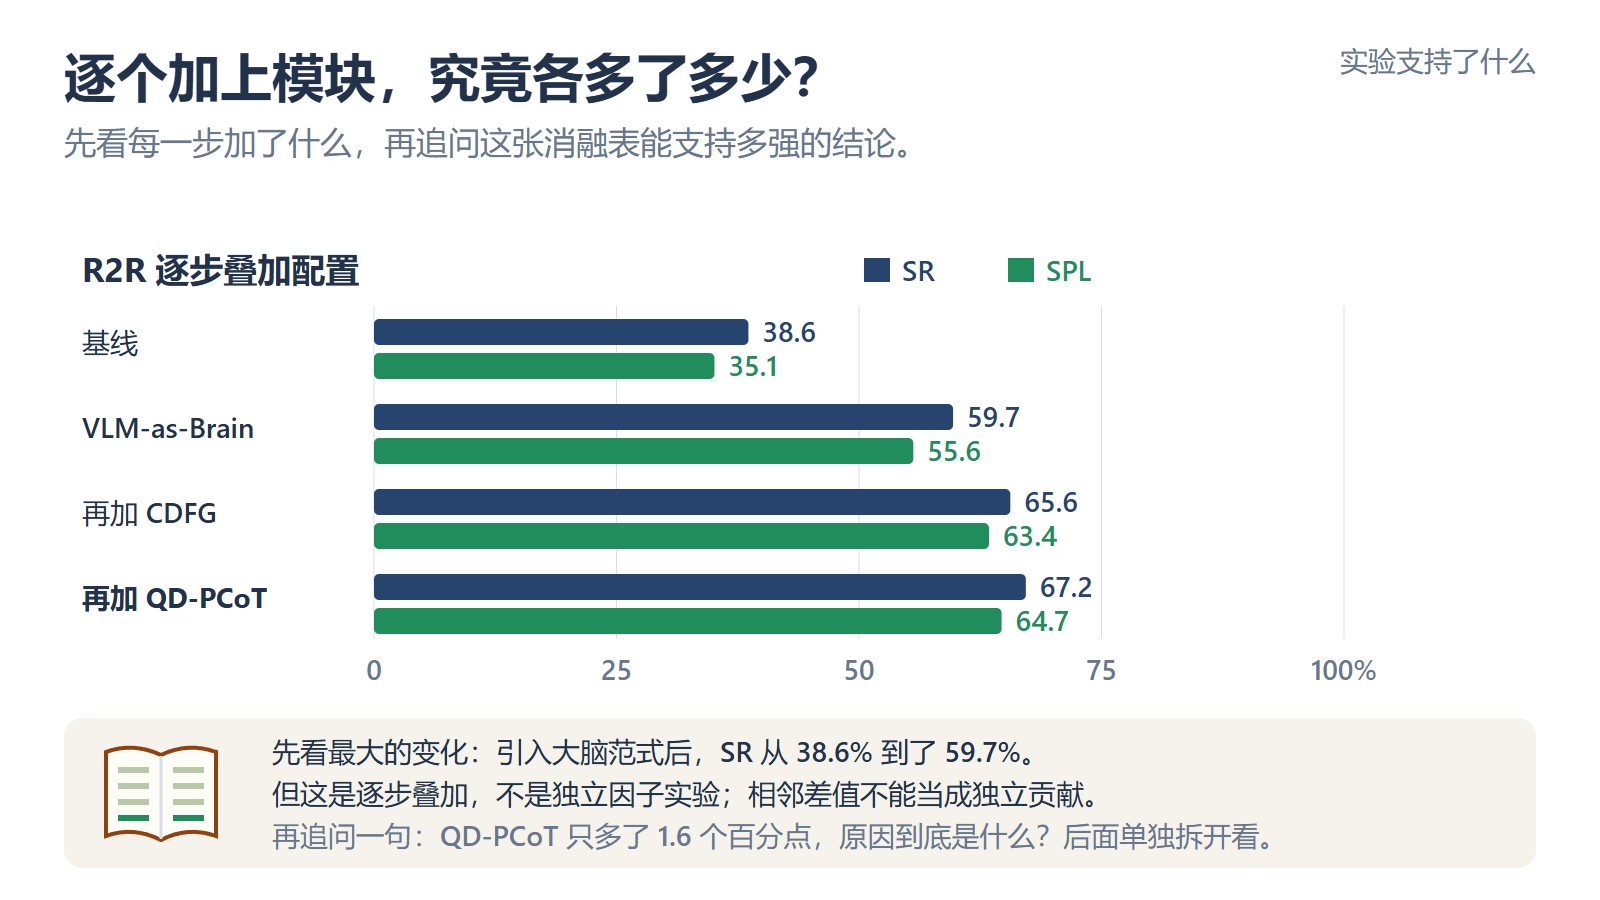 逐个加上模块，究竟各多了多少？
实验支持了什么
先看每一步加了什么，再追问这张消融表能支持多强的结论。
R2R 逐步叠加配置
SR
SPL
基线
38.6
35.1
VLM-as-Brain
59.7
55.6
再加 CDFG
65.6
63.4
再加 QD-PCoT
67.2
64.7
0
25
50
75
100%
先看最大的变化：引入大脑范式后，SR 从 38.6% 到了 59.7%。
但这是逐步叠加，不是独立因子实验；相邻差值不能当成独立贡献。
再追问一句：QD-PCoT 只多了 1.6 个百分点，原因到底是什么？后面单独拆开看。